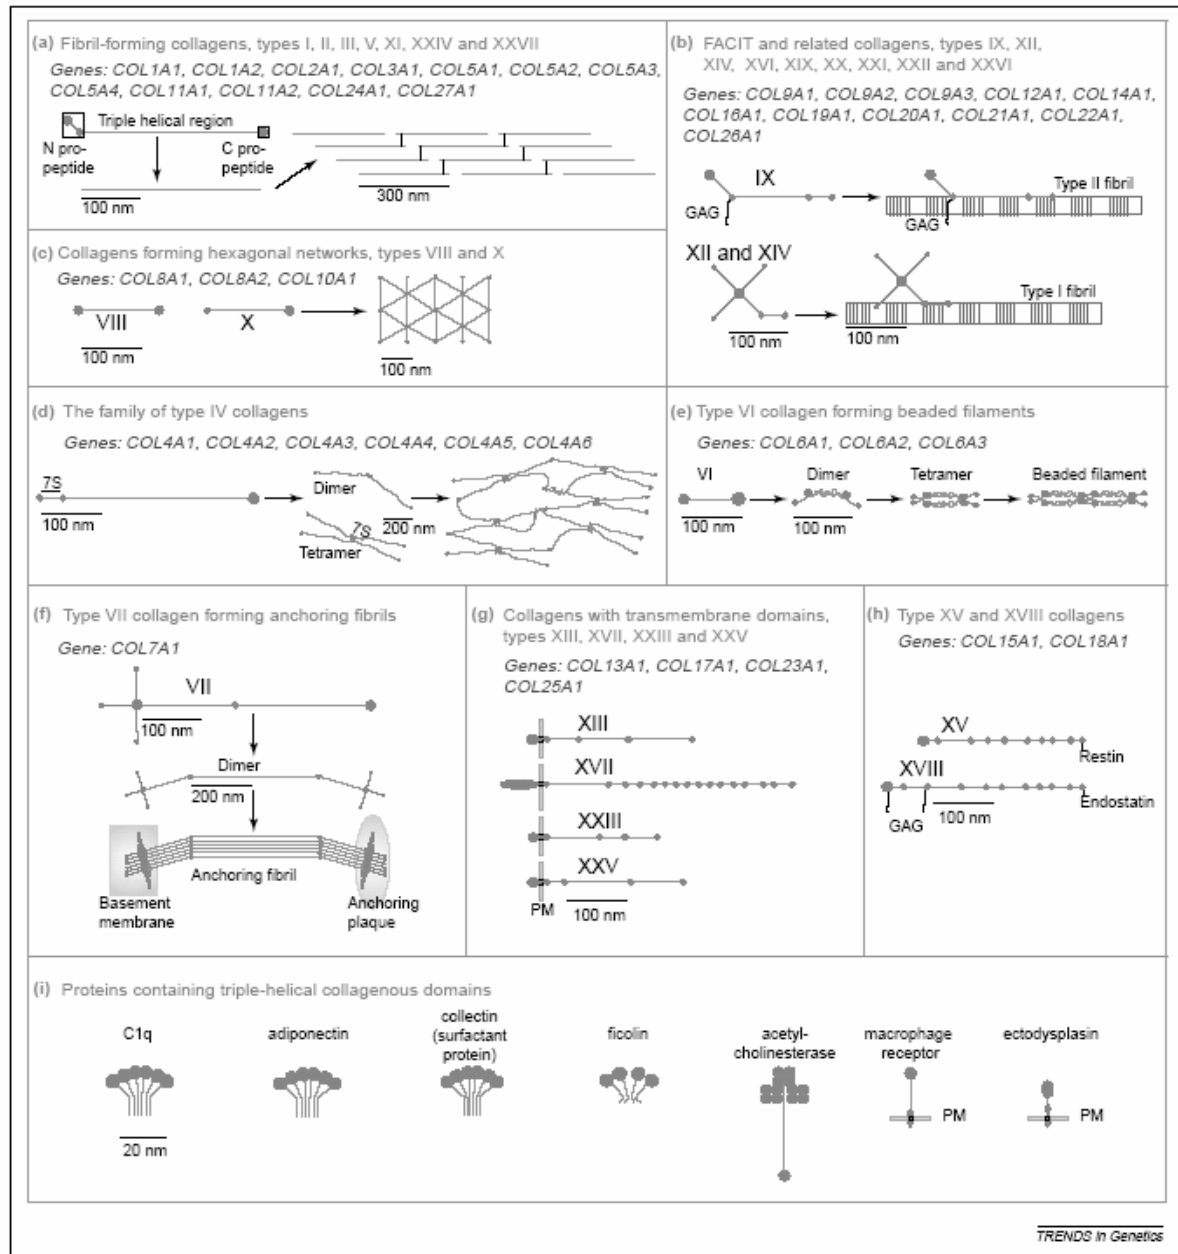 (a) Fibril-forming collagens, types I, II, III, V, XI, XXIV and XXVII
Genes: COL1A1, COL1A2, COL2A1, COL3A1, COL5A1, COL5A2, COL5A3,
COL5A4, COL11A1, COL11A2, COL24A1, COL27A1
Triple helical region
N pro-
peptide
C pro-
peptide
100 nm
300 nm
(b) FACIT and related collagens, types IX, XII,
XIV, XVI, XIX, XX, XXI, XXII and XXVI
Genes: COL9A1, COL9A2, COL9A3, COL12A1, COL14A1,
COL16A1, COL19A1, COL20A1, COL21A1, COL22A1,
COL26A1
IX
GAG
Type II fibril
GAG
XII and XIV
100 nm
Type I fibril
100 nm
(c) Collagens forming hexagonal networks, types VIII and X
Genes: COL8A1, COL8A2, COL10A1
VIII
X
100 nm
100 nm
(d) The family of type IV collagens
Genes: COL4A1, COL4A2, COL4A3, COL4A4, COL4A5, COL4A6
7S
100 nm
Dimer
200 nm
7S
Tetramer
(e) Type VI collagen forming beaded filaments
Genes: COL6A1, COL6A2, COL6A3
VI
Dimer
Tetramer
Beaded filament
100 nm
100 nm
100 nm
100 nm
(f) Type VII collagen forming anchoring fibrils
Gene: COL7A1
VII
100 nm
Dimer
200 nm
Anchoring fibril
Basement
membrane
Anchoring
plaque
(g) Collagens with transmembrane domains,
types XIII, XVII, XXIII and XXV
Genes: COL13A1, COL17A1, COL23A1,
COL25A1
XIII
XVII
XXIII
XXV
PM
100 nm
(h) Type XV and XVIII collagens
Genes: COL15A1, COL18A1
XV
Restin
XVIII
Endostatin
GAG
100 nm
(i) Proteins containing triple-helical collagenous domains
C1q
adiponectin
collectin
(surfactant
protein)
ficolin
acetyl-
cholinesterase
macrophage
receptor
ectodysplasin
PM
PM
20 nm
TRENDS in Genetics